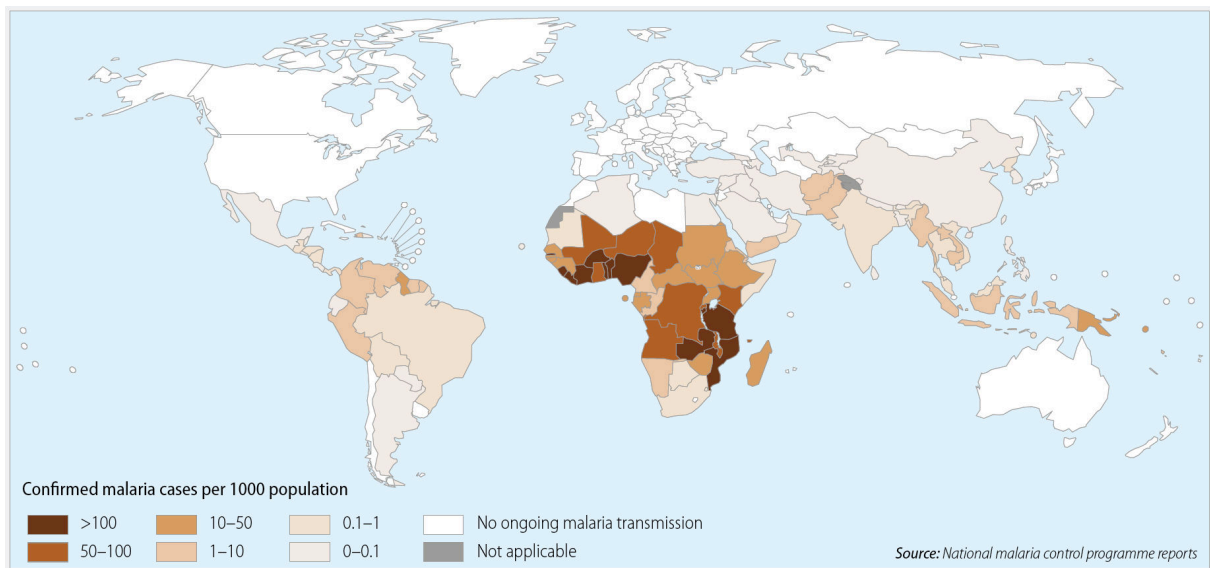 Confirmed malaria cases per 1000 population
>100
10–50
0.1–1
No ongoing malaria transmission
50–100
1–10
0–0.1
Not applicable
Source: National malaria control programme reports